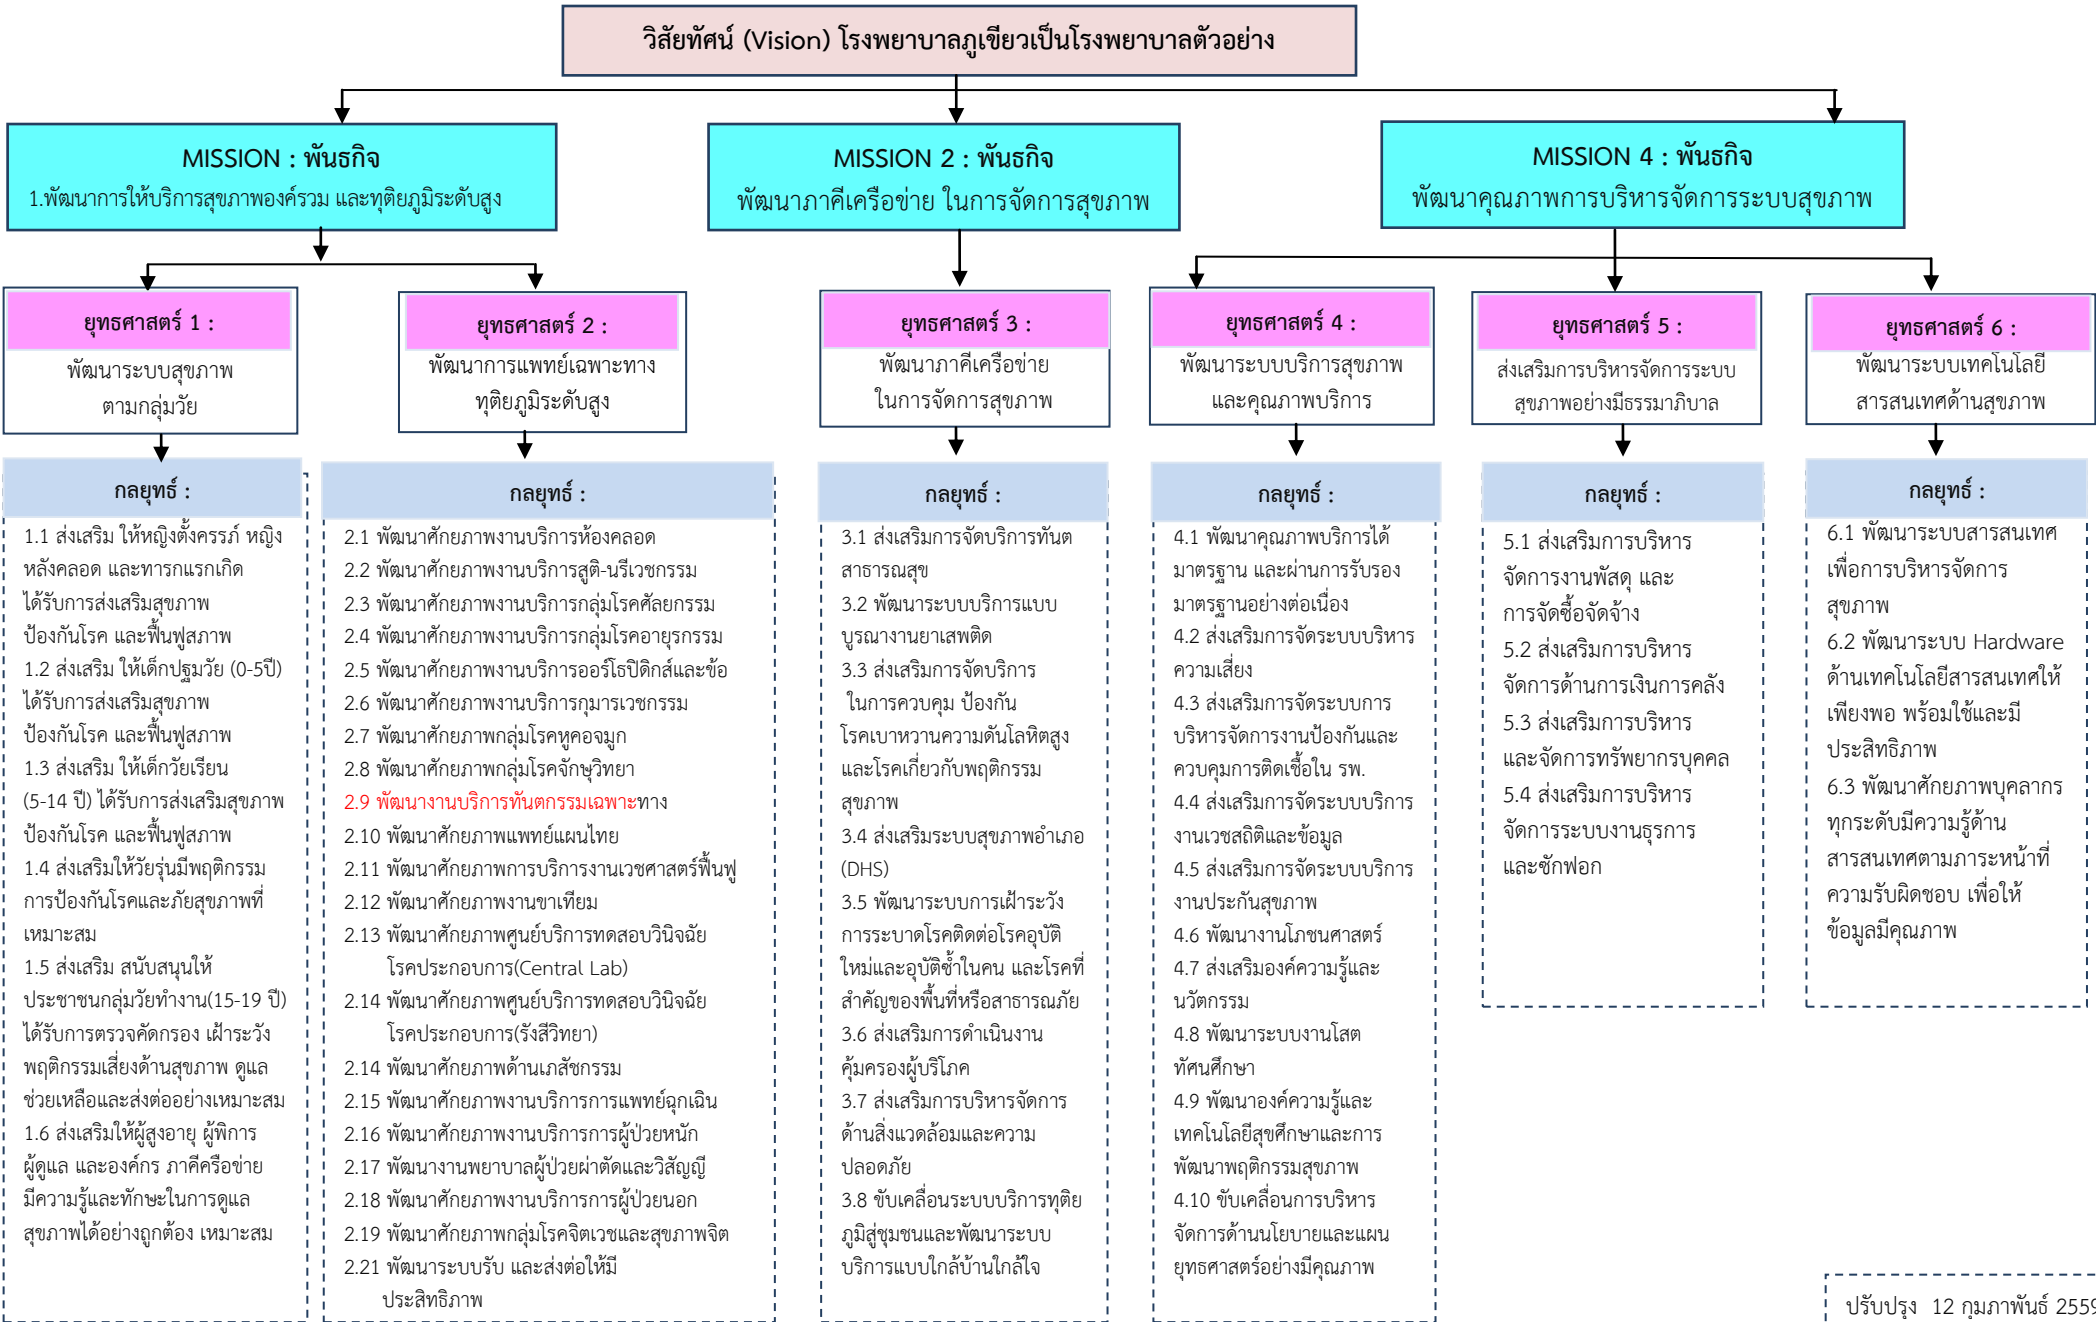 วิสัยทัศน์ (Vision) โรงพยาบาลภูเขียวเป็นโรงพยาบาลตัวอย่าง
MISSION : พันธกิจ
1.พัฒนาการให้บริการสุขภาพองค์รวม และทุติยภูมิระดับสูง
MISSION 2 : พันธกิจ
พัฒนาภาคีเครือข่าย ในการจัดการสุขภาพ
MISSION 4 : พันธกิจ
พัฒนาคุณภาพการบริหารจัดการระบบสุขภาพ
ยุทธศาสตร์ 1 :
พัฒนาระบบสุขภาพ
ตามกลุ่มวัย
ยุทธศาสตร์ 2 :
พัฒนาการแพทย์เฉพาะทาง
ทุติยภูมิระดับสูง
ยุทธศาสตร์ 3 :
พัฒนาภาคีเครือข่าย
ในการจัดการสุขภาพ
ยุทธศาสตร์ 4 :
พัฒนาระบบบริการสุขภาพ
และคุณภาพบริการ
ยุทธศาสตร์ 5 :
ส่งเสริมการบริหารจัดการระบบ
สุขภาพอย่างมีธรรมาภิบาล
ยุทธศาสตร์ 6 :
พัฒนาระบบเทคโนโลยี
สารสนเทศด้านสุขภาพ
กลยุทธ์ :
1.1 ส่งเสริม ให้หญิงตั้งครรภ์ หญิง
หลังคลอด และทารกแรกเกิด
ได้รับการส่งเสริมสุขภาพ
ป้องกันโรค และฟื้นฟูสภาพ
1.2 ส่งเสริม ให้เด็กปฐมวัย (0-5ปี)
ได้รับการส่งเสริมสุขภาพ
ป้องกันโรค และฟื้นฟูสภาพ
1.3 ส่งเสริม ให้เด็กวัยเรียน
(5-14 ปี) ได้รับการส่งเสริมสุขภาพ
ป้องกันโรค และฟื้นฟูสภาพ
1.4 ส่งเสริมให้วัยรุ่นมีพฤติกรรม
การป้องกันโรคและภัยสุขภาพที่
เหมาะสม
1.5 ส่งเสริม สนับสนุนให้
ประชาชนกลุ่มวัยทำงาน(15-19 ปี)
ได้รับการตรวจคัดกรอง เฝ้าระวัง
พฤติกรรมเสี่ยงด้านสุขภาพ ดูแล
ช่วยเหลือและส่งต่ออย่างเหมาะสม
1.6 ส่งเสริมให้ผู้สูงอายุ ผู้พิการ
ผู้ดูแล และองค์กร ภาคีครือข่าย
มีความรู้และทักษะในการดูแล
สุขภาพได้อย่างถูกต้อง เหมาะสม
กลยุทธ์ :
2.1 พัฒนาศักยภาพงานบริการห้องคลอด
2.2 พัฒนาศักยภาพงานบริการสูติ-นรีเวชกรรม
2.3 พัฒนาศักยภาพงานบริการกลุ่มโรคศัลยกรรม
2.4 พัฒนาศักยภาพงานบริการกลุ่มโรคอายุรกรรม
2.5 พัฒนาศักยภาพงานบริการออร์โธปิดิกส์และข้อ
2.6 พัฒนาศักยภาพงานบริการกุมารเวชกรรม
2.7 พัฒนาศักยภาพกลุ่มโรคหูคอจมูก
2.8 พัฒนาศักยภาพกลุ่มโรคจักษุวิทยา
2.9 พัฒนางานบริการทันตกรรมเฉพาะทาง
2.10 พัฒนาศักยภาพแพทย์แผนไทย
2.11 พัฒนาศักยภาพการบริการงานเวชศาสตร์ฟื้นฟู
2.12 พัฒนาศักยภาพงานขาเทียม
2.13 พัฒนาศักยภาพศูนย์บริการทดสอบวินิจฉัย
โรคประกอบการ(Central Lab)
2.14 พัฒนาศักยภาพศูนย์บริการทดสอบวินิจฉัย
โรคประกอบการ(รังสีวิทยา)
2.14 พัฒนาศักยภาพด้านเภสัชกรรม
2.15 พัฒนาศักยภาพงานบริการการแพทย์ฉุกเฉิน
2.16 พัฒนาศักยภาพงานบริการการผู้ป่วยหนัก
2.17 พัฒนางานพยาบาลผู้ป่วยผ่าตัดและวิสัญญี
2.18 พัฒนาศักยภาพงานบริการการผู้ป่วยนอก
2.19 พัฒนาศักยภาพกลุ่มโรคจิตเวชและสุขภาพจิต
2.21 พัฒนาระบบรับ และส่งต่อให้มี
ประสิทธิภาพ
กลยุทธ์ :
3.1 ส่งเสริมการจัดบริการทันต
สาธารณสุข
3.2 พัฒนาระบบบริการแบบ
บูรณางานยาเสพติด
3.3 ส่งเสริมการจัดบริการ
ในการควบคุม ป้องกัน
โรคเบาหวานความดันโลหิตสูง
และโรคเกี่ยวกับพฤติกรรม
สุขภาพ
3.4 ส่งเสริมระบบสุขภาพอำเภอ
(DHS)
3.5 พัฒนาระบบการเฝ้าระวัง
การระบาดโรคติดต่อโรคอุบัติ
ใหม่และอุบัติซ้ำในคน และโรคที่
สำคัญของพื้นที่หรือสาธารณภัย
3.6 ส่งเสริมการดำเนินงาน
คุ้มครองผู้บริโภค
3.7 ส่งเสริมการบริหารจัดการ
ด้านสิ่งแวดล้อมและความ
ปลอดภัย
3.8 ขับเคลื่อนระบบบริการทุติย
ภูมิสู่ชุมชนและพัฒนาระบบ
บริการแบบใกล้บ้านใกล้ใจ
กลยุทธ์ :
4.1 พัฒนาคุณภาพบริการได้
มาตรฐาน และผ่านการรับรอง
มาตรฐานอย่างต่อเนื่อง
4.2 ส่งเสริมการจัดระบบบริหาร
ความเสี่ยง
4.3 ส่งเสริมการจัดระบบการ
บริหารจัดการงานป้องกันและ
ควบคุมการติดเชื้อใน รพ.
4.4 ส่งเสริมการจัดระบบบริการ
งานเวชสถิติและข้อมูล
4.5 ส่งเสริมการจัดระบบบริการ
งานประกันสุขภาพ
4.6 พัฒนางานโภชนศาสตร์
4.7 ส่งเสริมองค์ความรู้และ
นวัตกรรม
4.8 พัฒนาระบบงานโสต
ทัศนศึกษา
4.9 พัฒนาองค์ความรู้และ
เทคโนโลยีสุขศึกษาและการ
พัฒนาพฤติกรรมสุขภาพ
4.10 ขับเคลื่อนการบริหาร
จัดการด้านนโยบายและแผน
ยุทธศาสตร์อย่างมีคุณภาพ
กลยุทธ์ :
5.1 ส่งเสริมการบริหาร
จัดการงานพัสดุ และ
การจัดซื้อจัดจ้าง
5.2 ส่งเสริมการบริหาร
จัดการด้านการเงินการคลัง
5.3 ส่งเสริมการบริหาร
และจัดการทรัพยากรบุคคล
5.4 ส่งเสริมการบริหาร
จัดการระบบงานธุรการ
และซักฟอก
กลยุทธ์ :
6.1 พัฒนาระบบสารสนเทศ
เพื่อการบริหารจัดการ
สุขภาพ
6.2 พัฒนาระบบ Hardware
ด้านเทคโนโลยีสารสนเทศให้
เพียงพอ พร้อมใช้และมี
ประสิทธิภาพ
6.3 พัฒนาศักยภาพบุคลากร
ทุกระดับมีความรู้ด้าน
สารสนเทศตามภาระหน้าที่
ความรับผิดชอบ เพื่อให้
ข้อมูลมีคุณภาพ
ปรับปรุง 12 กุมภาพันธ์ 2559